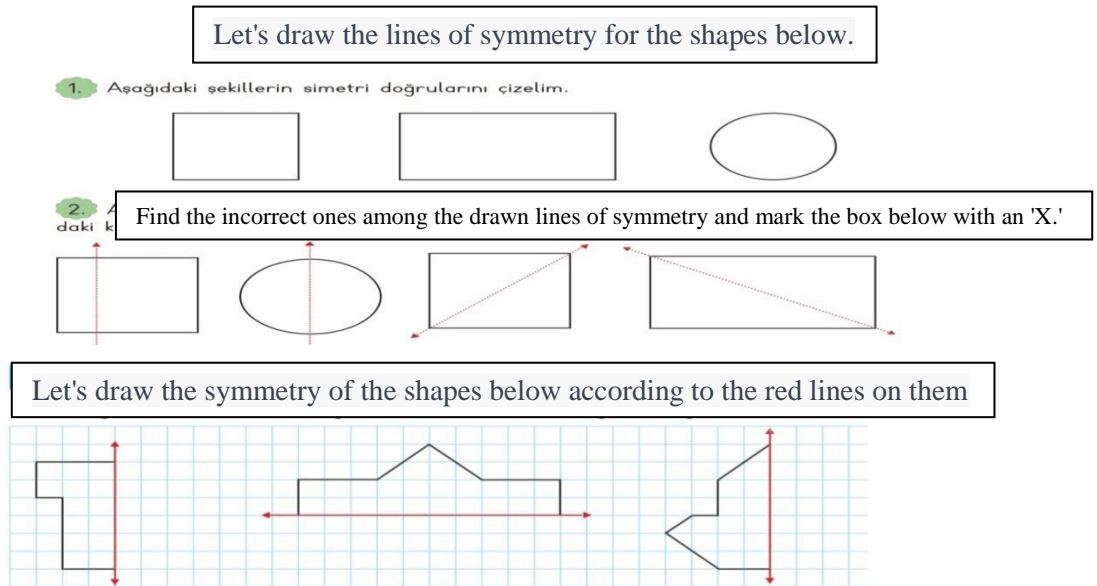 Let's draw the lines of symmetry for the shapes below.
1. Aşağıdaki şekillerin simetri doğrularını çizelim.
2.
Find the incorrect ones among the drawn lines of symmetry and mark the box below with an 'X.'
daki
Let's draw the symmetry of the shapes below according to the red lines on them